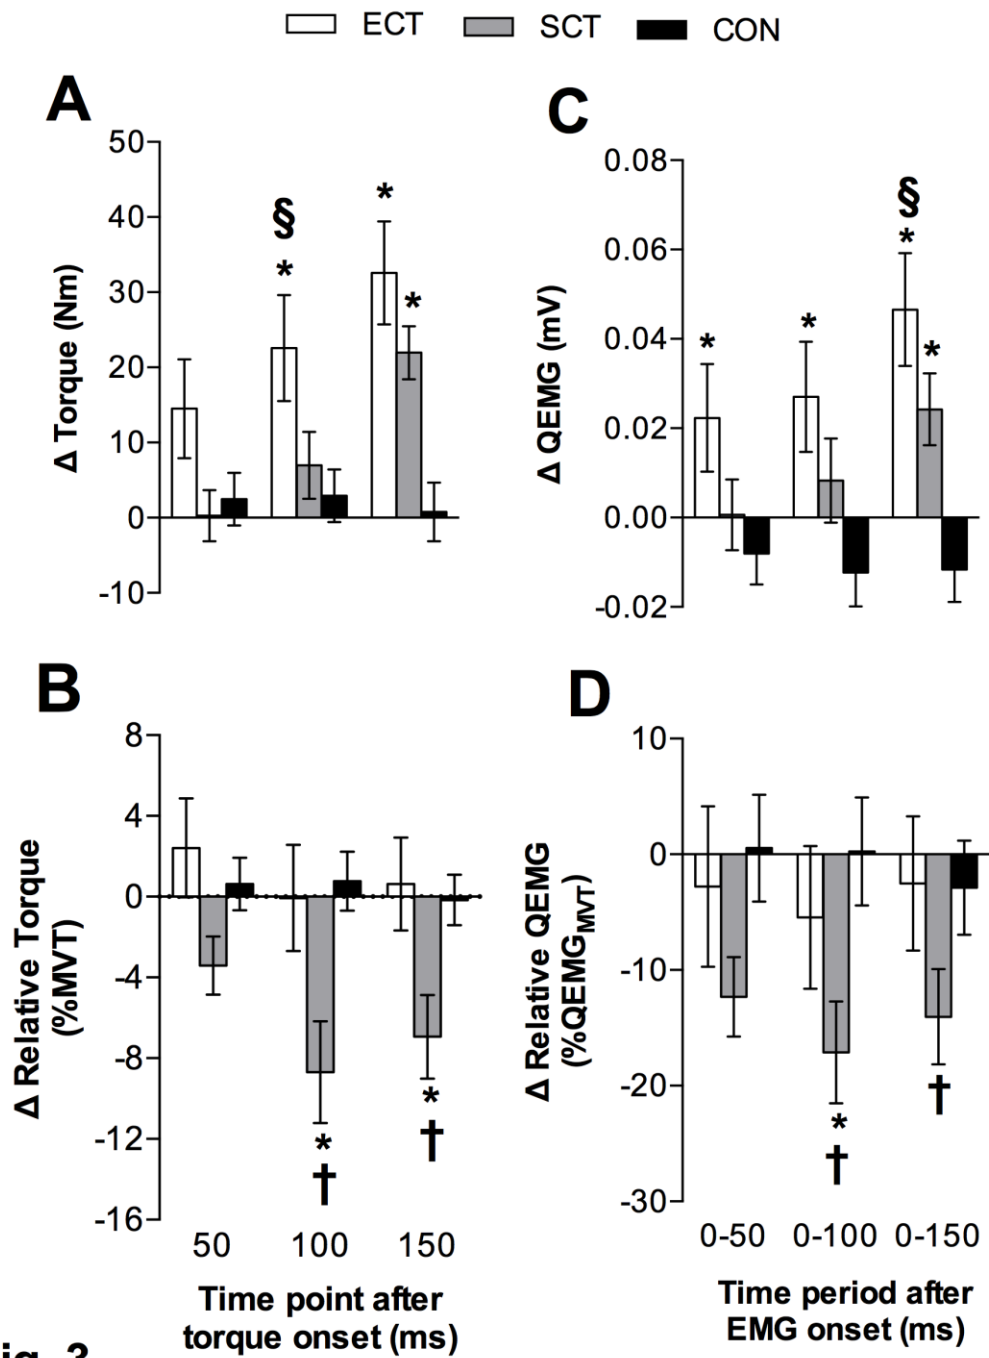 ECT SCT CON
A
50
40
30
20
10
0
-10
Δ Torque (Nm)
§
*
*
*
C
0.08
0.06
0.04
0.02
0.00
-0.02
Δ QEMG (mV)
*
*
§
*
*
B
8
4
0
-4
-8
-12
-16
Δ Relative Torque
(%MVT)
*
†
*
†
50 100 150
Time point after
torque onset (ms)
D
10
0
-10
-20
-30
Δ Relative QEMG
(%QEMGMVT)
*
†
†
0-50 0-100 0-150
Time period after
EMG onset (ms)